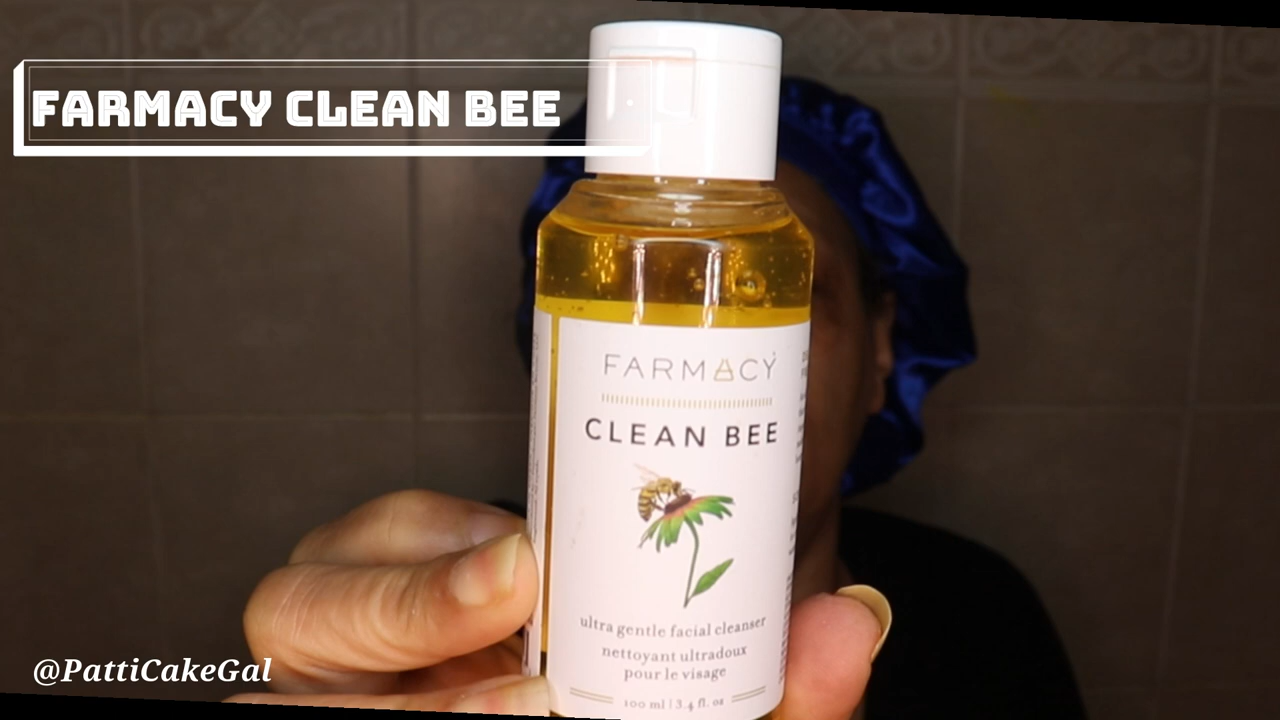 FARMACY CLEAN BEE
FARMACY
CLEAN BEE
ultra gentle facial cleanser
nettoyant ultradoux
pour le visage
100 ml | 3.4 fl. oz
@PattiCakeGal